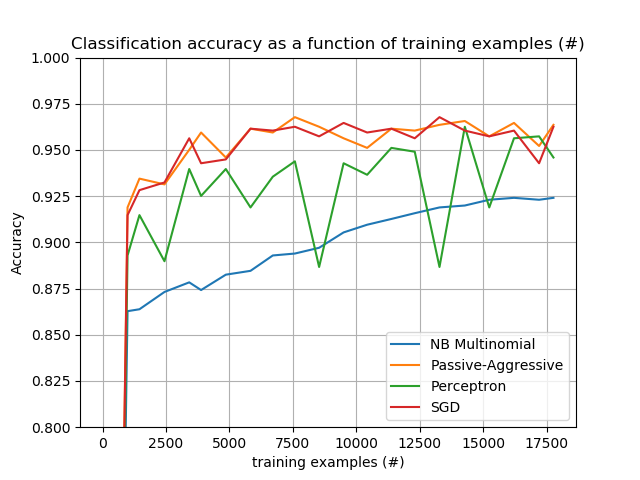 Classification accuracy as a function of training examples (#)
1.000
0.975
0.950
0.925
0.900
0.875
0.850
0.825
0.800
Accuracy
NB Multinomial
Passive-Aggressive
Perceptron
SGD
0 2500 5000 7500 10000 12500 15000 17500
training examples (#)